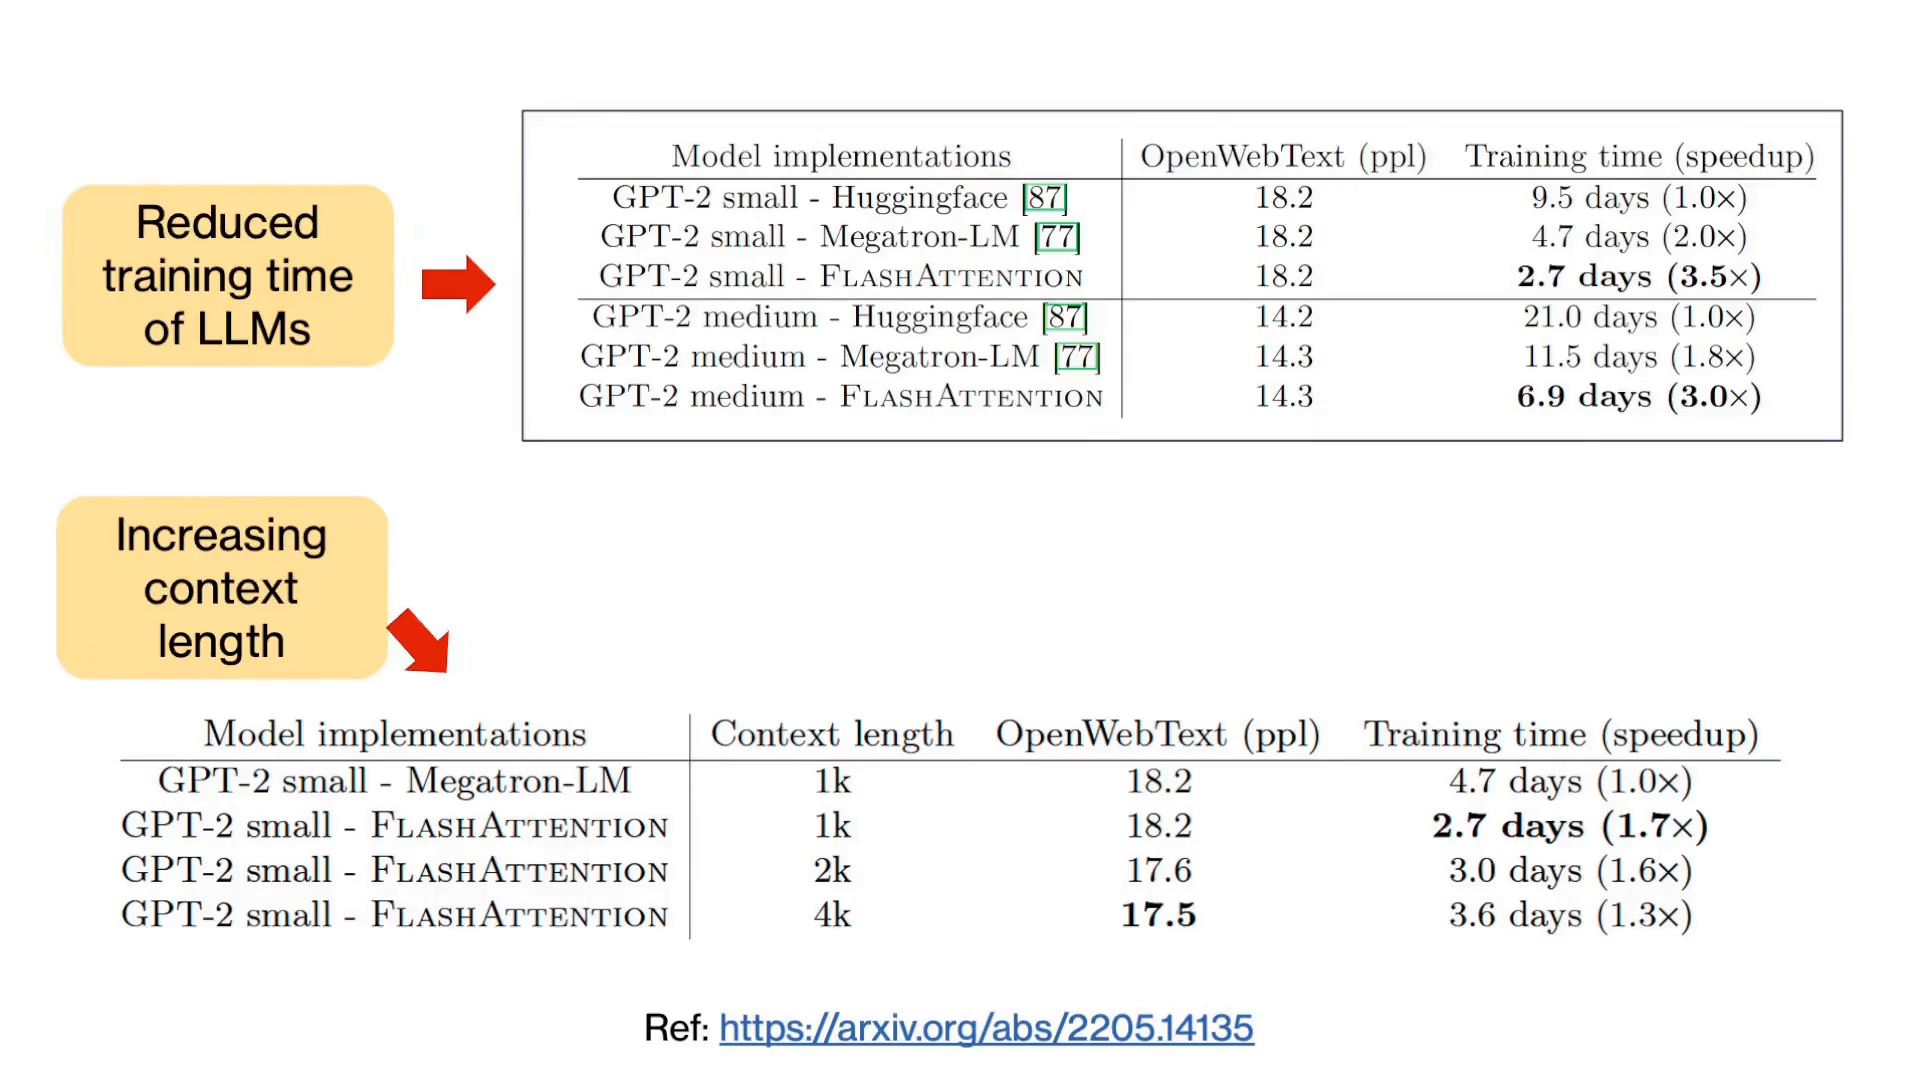 Reduced
training time
of LLMs
Model implementations OpenWebText (ppl) Training time (speedup)
GPT-2 small - Huggingface [87] 18.2 9.5 days (1.0×)
GPT-2 small - Megatron-LM [77] 18.2 4.7 days (2.0×)
GPT-2 small - FLASHATTENTION 18.2 2.7 days (3.5×)
GPT-2 medium - Huggingface [87] 14.2 21.0 days (1.0×)
GPT-2 medium - Megatron-LM [77] 14.3 11.5 days (1.8×)
GPT-2 medium - FLASHATTENTION 14.3 6.9 days (3.0×)
Increasing
context
length
Model implementations Context length OpenWebText (ppl) Training time (speedup)
GPT-2 small - Megatron-LM 1k 18.2 4.7 days (1.0×)
GPT-2 small - FLASHATTENTION 1k 18.2 2.7 days (1.7×)
GPT-2 small - FLASHATTENTION 2k 17.6 3.0 days (1.6×)
GPT-2 small - FLASHATTENTION 4k 17.5 3.6 days (1.3×)
Ref: https://arxiv.org/abs/2205.14135